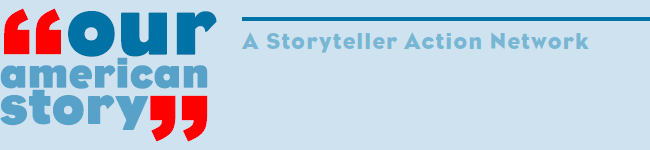 “our
american
story”
A Storyteller Action Network